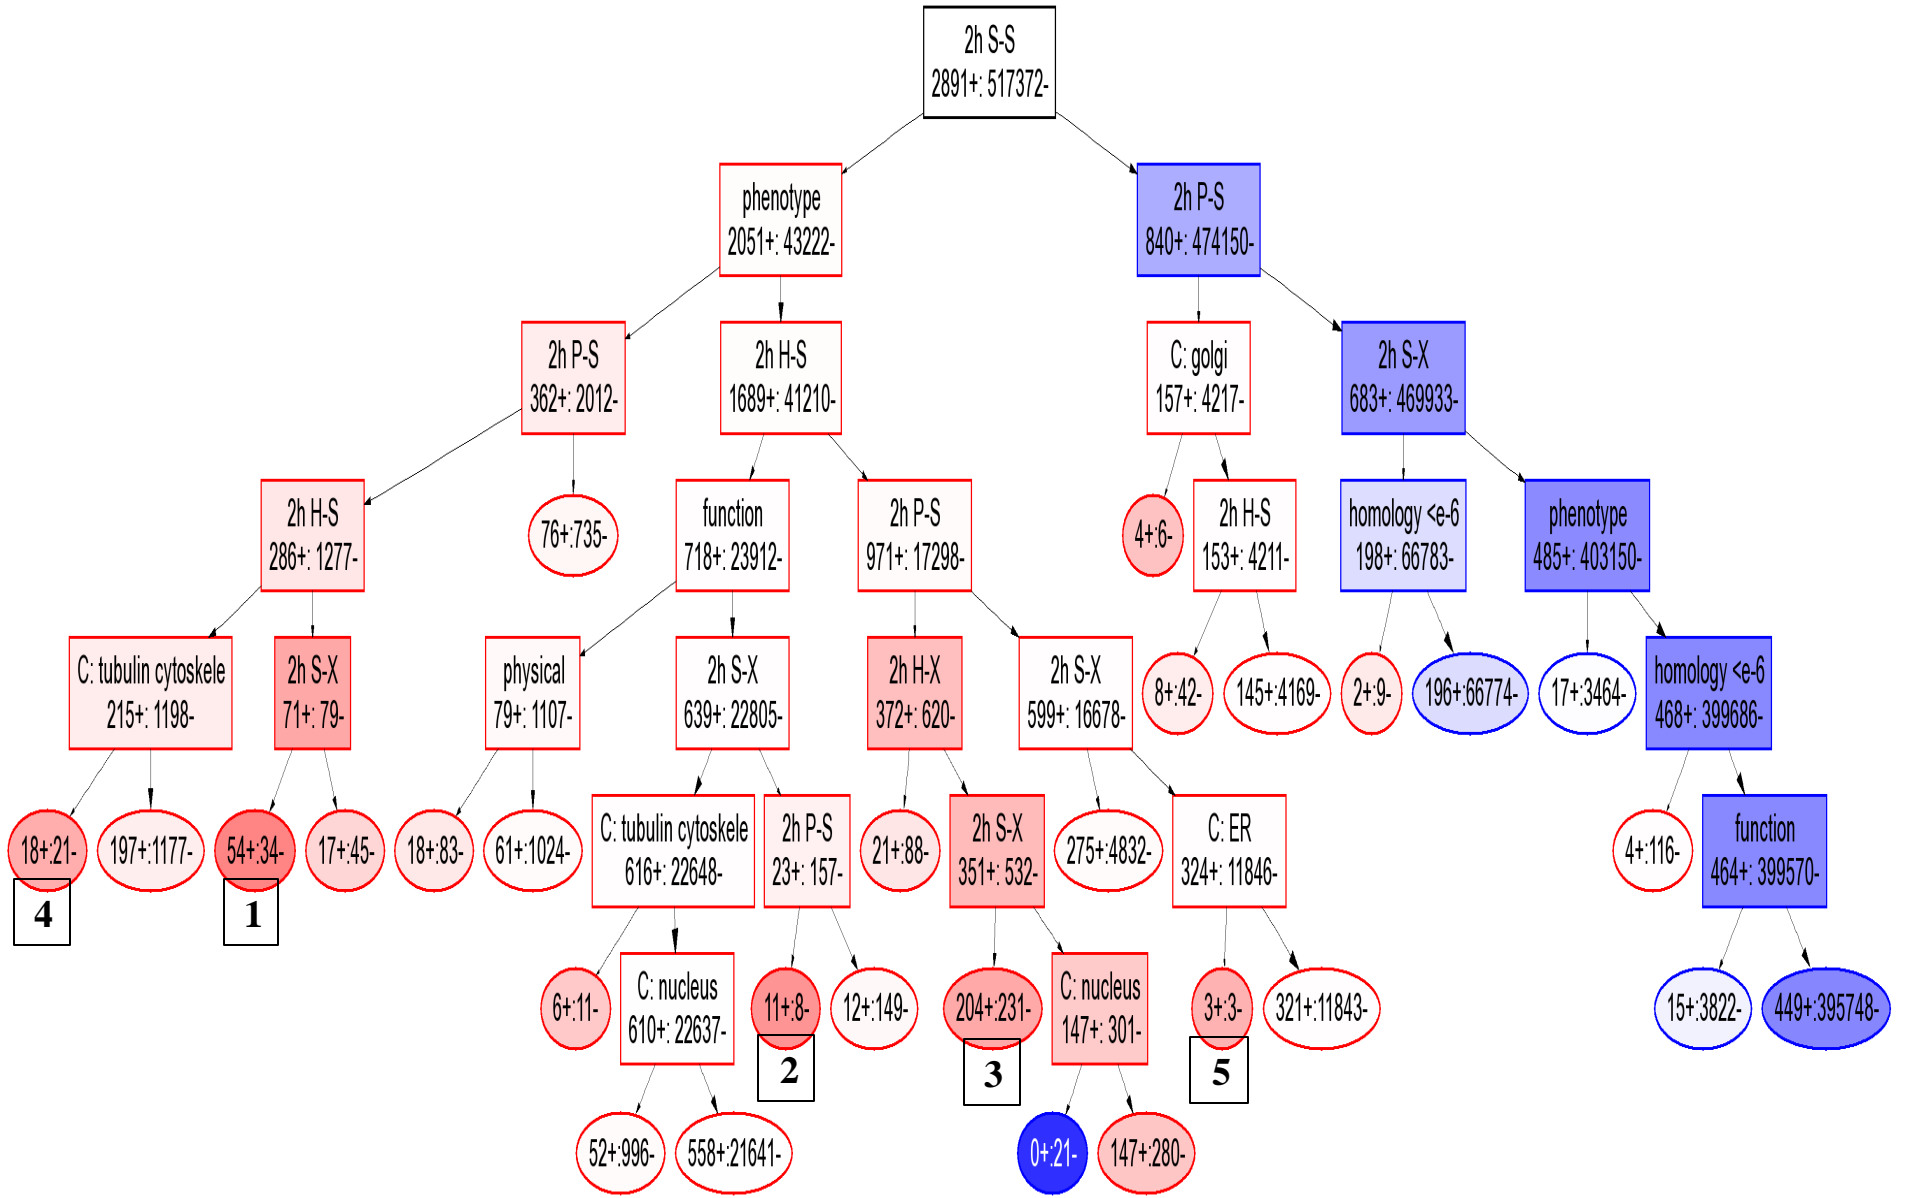 2h S-S
2891+: 517372-
phenotype
2051+: 43222-
2h P-S
840+: 474150-
2h P-S
362+: 2012-
2h H-S
1689+: 41210-
C: golgi
157+: 4217-
2h S-X
683+: 469933-
2h H-S
286+: 1277-
76+:735-
function
718+: 23912-
2h P-S
971+: 17298-
4+:6-
2h H-S
153+: 4211-
homology <e-6
198+: 66783-
phenotype
485+: 403150-
C: tubulin cytoskele
215+: 1198-
2h S-X
71+: 79-
physical
79+: 1107-
2h S-X
639+: 22805-
2h H-X
372+: 620-
2h S-X
599+: 16678-
8+:42-
145+:4169-
2+:9-
196+:66774-
17+:3464-
homology <e-6
468+: 399686-
18+:21-
197+:1177-
54+:34-
17+:45-
18+:83-
61+:1024-
C: tubulin cytoskele
616+: 22648-
2h P-S
23+: 157-
21+:88-
2h S-X
351+: 532-
275+:4832-
C: ER
324+: 11846-
4+:116-
function
464+: 399570-
4
1
6+:11-
C: nucleus
610+: 22637-
11+:8-
12+:149-
204+:231-
C: nucleus
147+: 301-
3+:3-
321+:11843-
15+:3822-
449+:395748-
2
3
5
52+:996-
558+:21641-
0+:21-
147+:280-